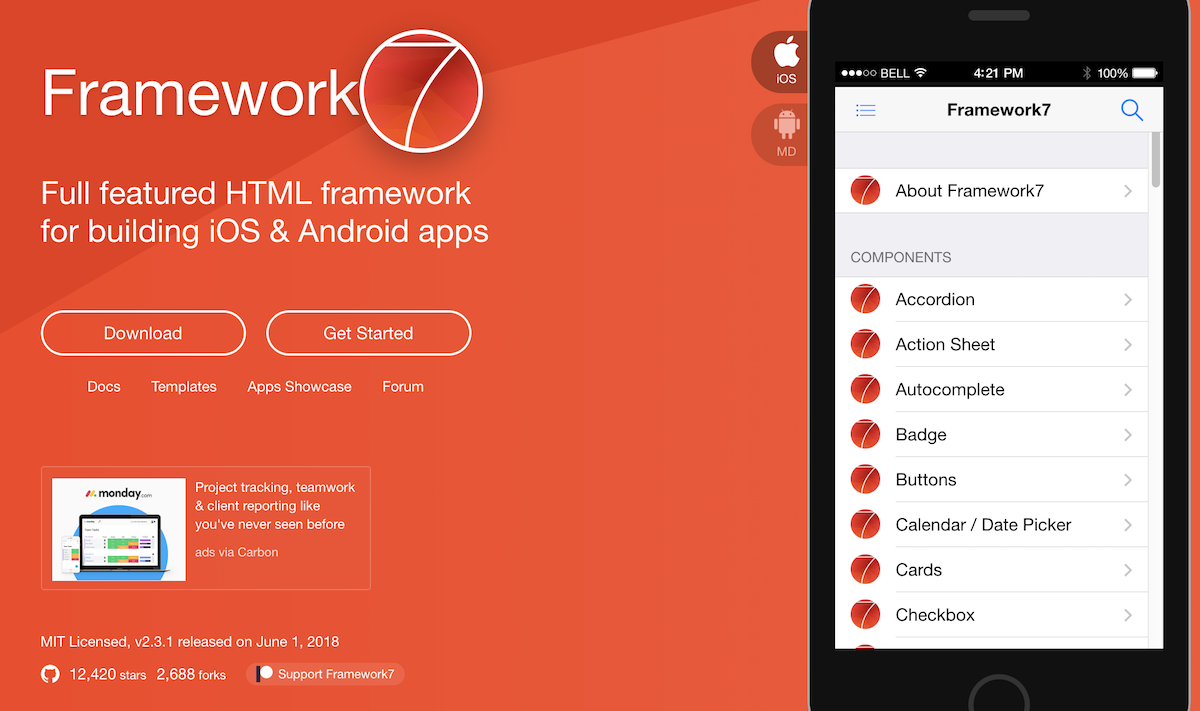 Framework7
Full featured HTML framework
for building iOS & Android apps
Download
Get Started
Docs
Templates
Apps Showcase
Forum
monday.com
Project tracking, teamwork
& client reporting like
you've never seen before
ads via Carbon
MIT Licensed, v2.3.1 released on June 1, 2018
12,420 stars 2,688 forks
Support Framework7
iOS
MD
BELL 4:21 PM 100%
Framework7
About Framework7
COMPONENTS
Accordion
Action Sheet
Autocomplete
Badge
Buttons
Calendar / Date Picker
Cards
Checkbox